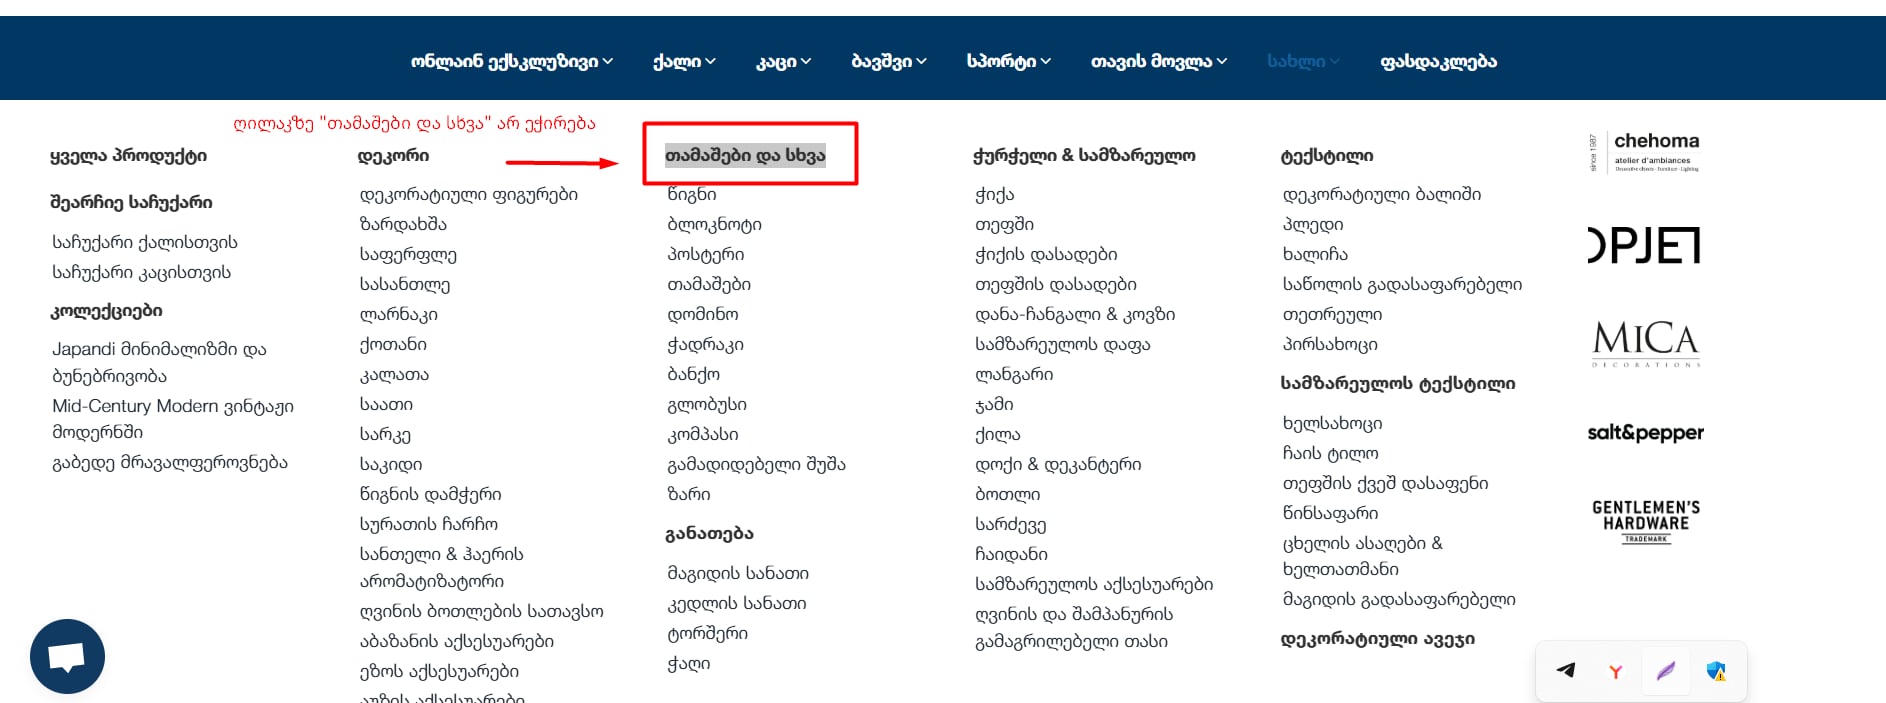 ონლაინ ექსკლუზივი ქალი კაცი ბავშვი სპორტი თავის მოვლა სახლი ფასდაკლება
ღილაკზე "თამაშები და სხვა" არ ეჭირება
ყველა პროდუქტი
შეარჩიე საჩუქარი
საჩუქარი ქალისთვის
საჩუქარი კაცისთვის
კოლექციები
Japandi მინიმალიზმი და
ბუნებრივობა
Mid-Century Modern ვინტაჟი
მოდერნში
გაბედე მრავალფეროვნება
დეკორი
დეკორატიული ფიგურები
ზარდახშა
საფერფლე
სასანთლე
ლარნაკი
ქოთანი
კალათა
საათი
სარკე
საკიდი
წიგნის დამჭერი
სურათის ჩარჩო
სანთელი & ჰაერის
არომატიზატორი
ღვინის ბოთლების სათავსო
აბაზანის აქსესუარები
ეზოს აქსესუარები
თამაშები და სხვა
წიგნი
ბლოკნოტი
პოსტერი
თამაშები
დომინო
ჭადრაკი
ბანქო
გლობუსი
კომპასი
გამადიდებელი შუშა
ზარი
განათება
მაგიდის სანათი
კედლის სანათი
ტორშერი
ჭაღი
ჭურჭელი & სამზარეულო
ჭიქა
თეფში
ჭიქის დასადები
თეფშის დასადები
დანა-ჩანგალი & კოვზი
სამზარეულოს დაფა
ლანგარი
ჯამი
ქილა
დოქი & დეკანტერი
ბოთლი
სარძევე
ჩაიდანი
სამზარეულოს აქსესუარები
ღვინის და შამპანურის
გამაგრილებელი თასი
ტექსტილი
დეკორატიული ბალიში
პლედი
ხალიჩა
საწოლის გადასაფარებელი
თეთრეული
პირსახოცი
სამზარეულოს ტექსტილი
ხელსახოცი
ჩაის ტილო
თეფშის ქვეშ დასაფენი
წინსაფარი
ცხელის ასაღები &
ხელთათმანი
მაგიდის გადასაფარებელი
დეკორატიული ავეჯი
since 1987
chehoma
atelier d'ambiances
OPJET
MICA
DECORATIONS
salt&pepper
GENTLEMEN'S
HARDWARE
TRADEMARK